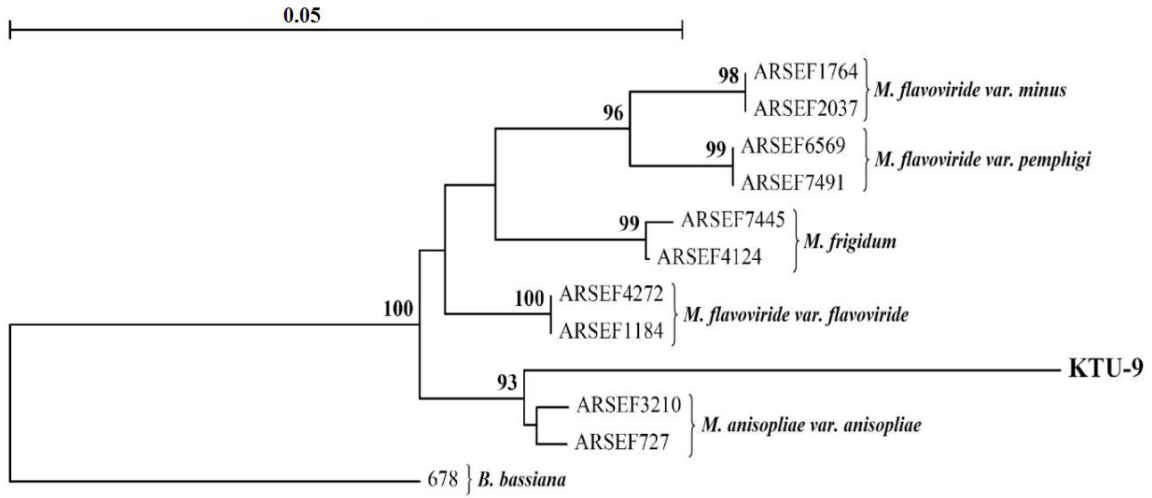 0.05
98 ARSEF1764
ARSEF2037
M. flavoviride var. minus
96
99 ARSEF6569
ARSEF7491
M. flavoviride var. pemphigi
99 ARSEF7445
ARSEF4124
M. frigidum
100
100 ARSEF4272
ARSEF1184
M. flavoviride var. flavoviride
93
KTU-9
ARSEF3210
ARSEF727
M. anisopliae var. anisopliae
678 B. bassiana